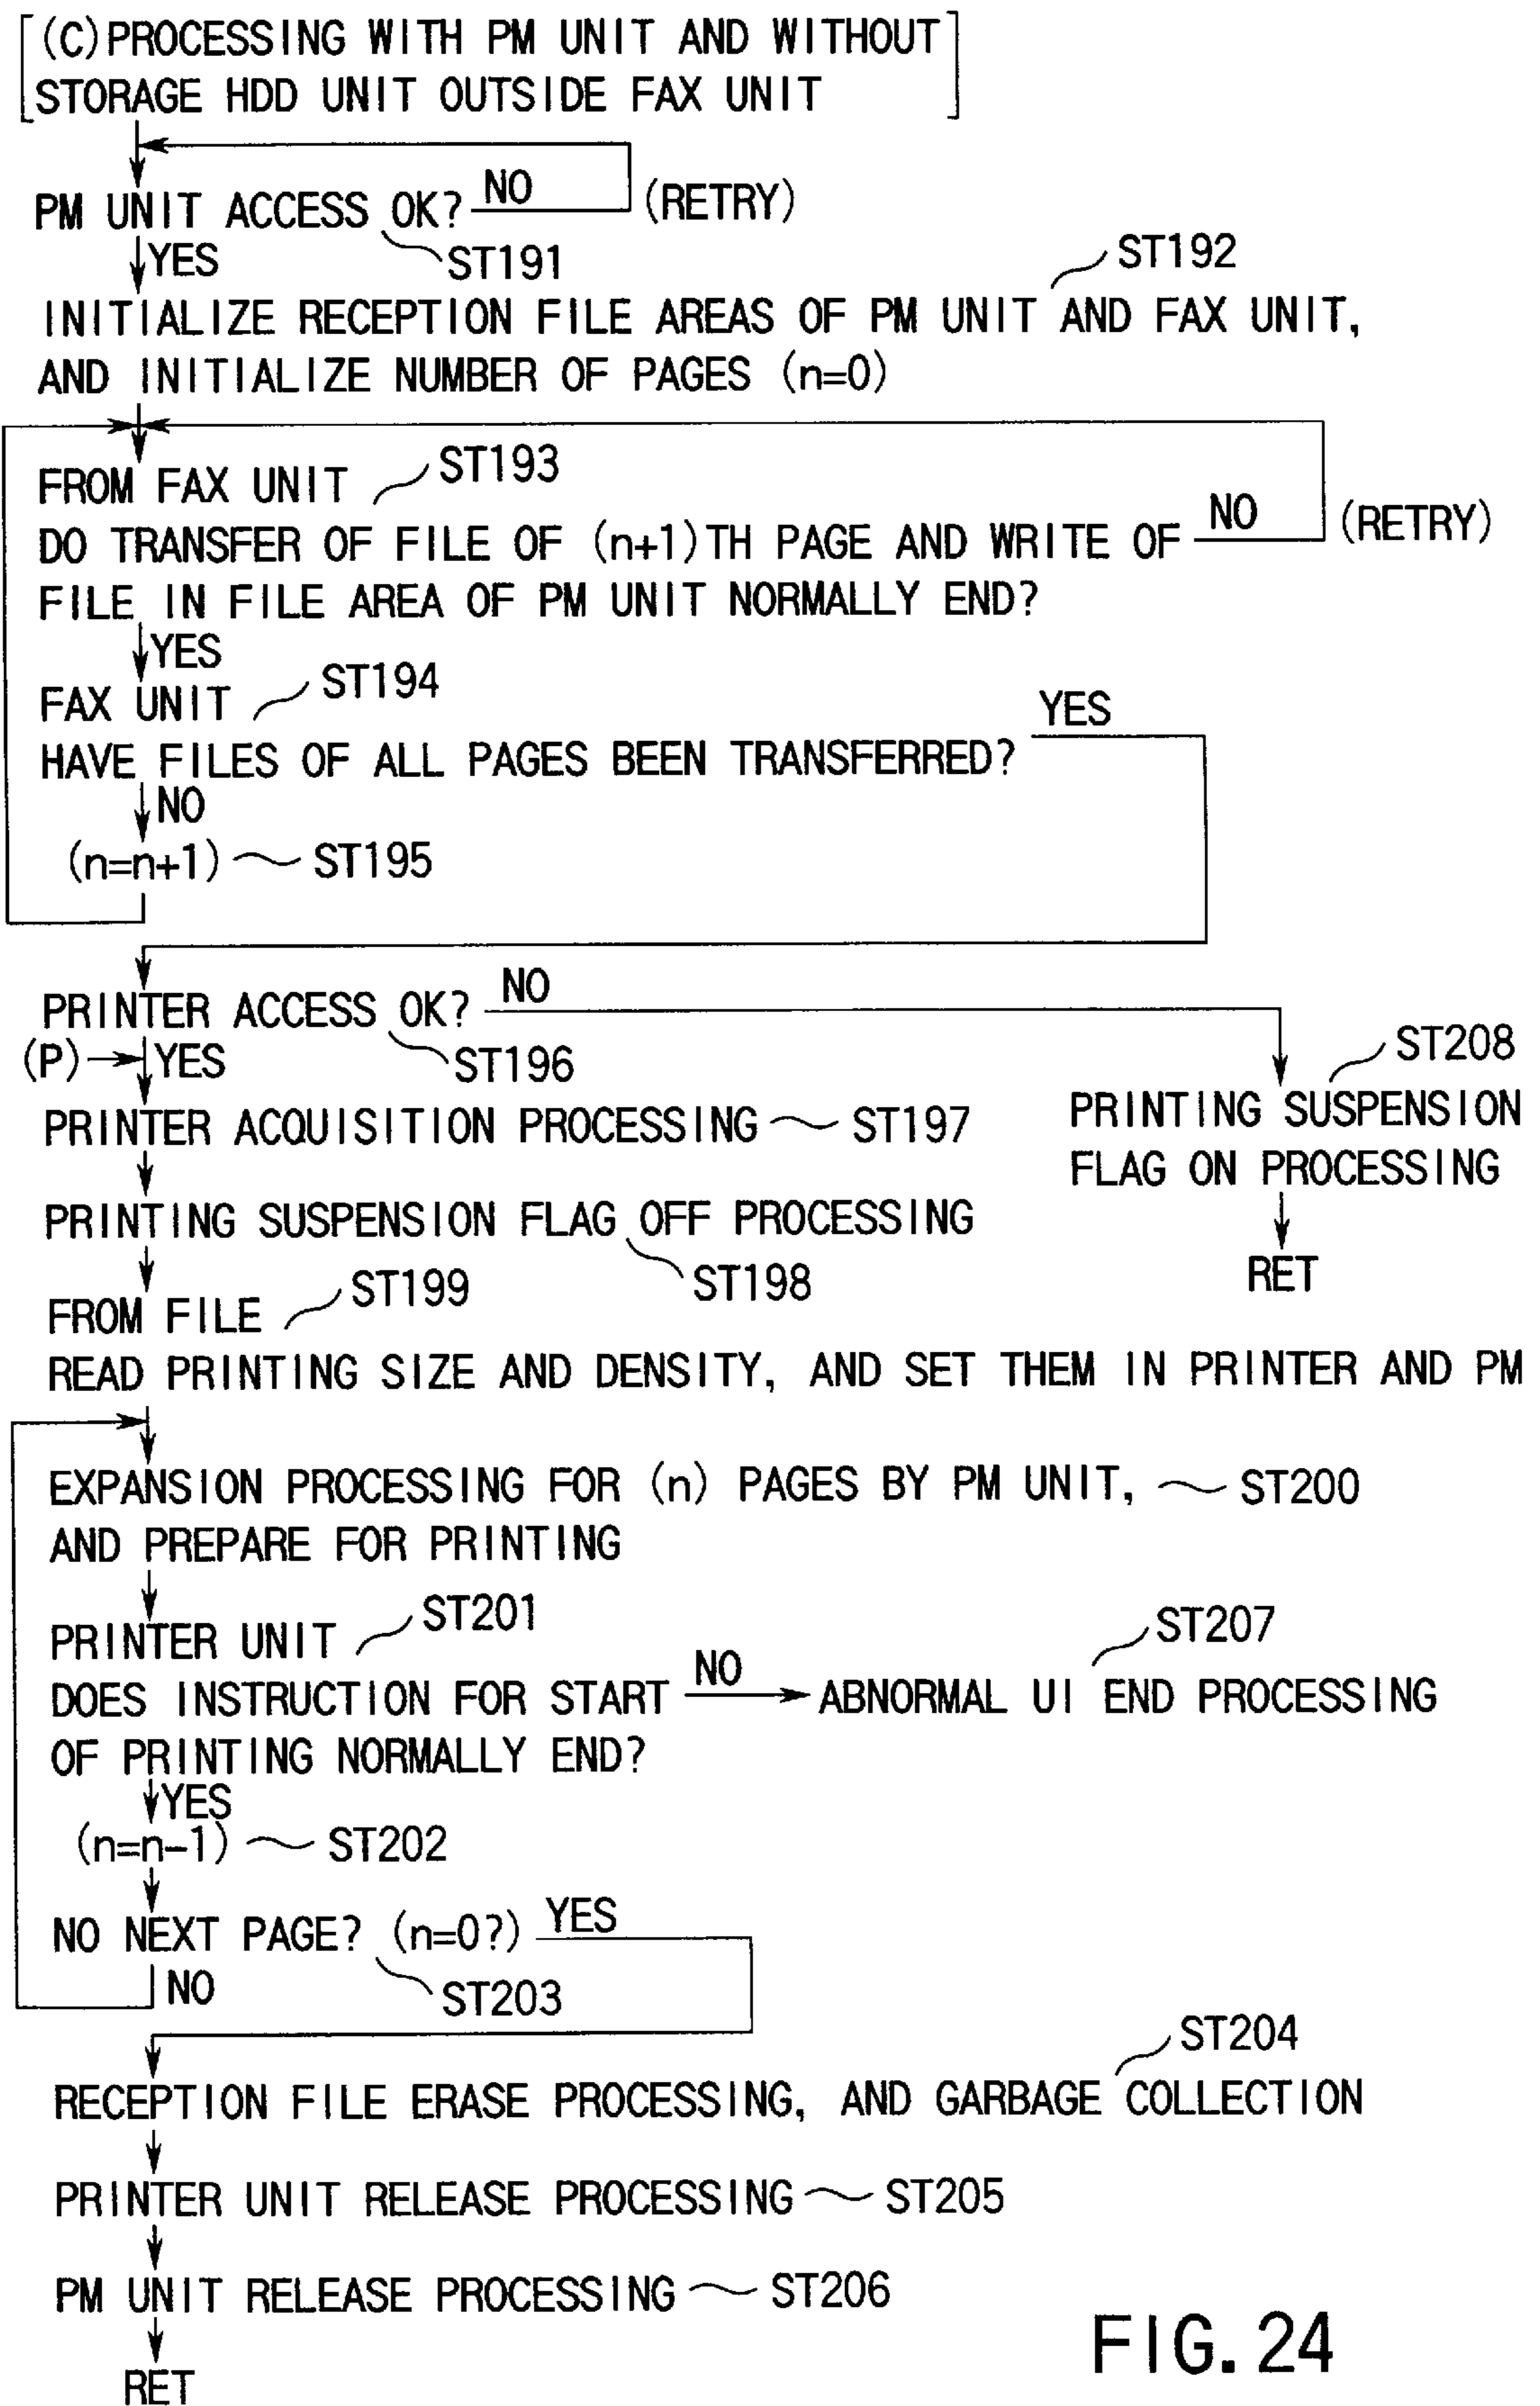 (C)PROCESSING WITH PM UNIT AND WITHOUT
STORAGE HDD UNIT OUTSIDE FAX UNIT
PM UNIT ACCESS OK? NO (RETRY)
YES ST191
ST192
INITIALIZE RECEPTION FILE AREAS OF PM UNIT AND FAX UNIT,
AND INITIALIZE NUMBER OF PAGES (n=0)
FROM FAX UNIT ST193
DO TRANSFER OF FILE OF (n+1)TH PAGE AND WRITE OF NO (RETRY)
FILE IN FILE AREA OF PM UNIT NORMALLY END?
YES
FAX UNIT ST194
HAVE FILES OF ALL PAGES BEEN TRANSFERRED? YES
NO
(n=n+1) ST195
PRINTER ACCESS OK? NO
(P) YES ST196
ST208
PRINTING SUSPENSION
FLAG ON PROCESSING
RET
PRINTER ACQUISITION PROCESSING ST197
PRINTING SUSPENSION FLAG OFF PROCESSING
ST198
FROM FILE ST199
READ PRINTING SIZE AND DENSITY, AND SET THEM IN PRINTER AND PM
EXPANSION PROCESSING FOR (n) PAGES BY PM UNIT, ST200
AND PREPARE FOR PRINTING
PRINTER UNIT ST201
ST207
DOES INSTRUCTION FOR START NO ABNORMAL UI END PROCESSING
OF PRINTING NORMALLY END?
YES
(n=n-1) ST202
NO NEXT PAGE? (n=0?) YES
NO ST203
ST204
RECEPTION FILE ERASE PROCESSING, AND GARBAGE COLLECTION
PRINTER UNIT RELEASE PROCESSING ST205
PM UNIT RELEASE PROCESSING ST206
RET
FIG. 24